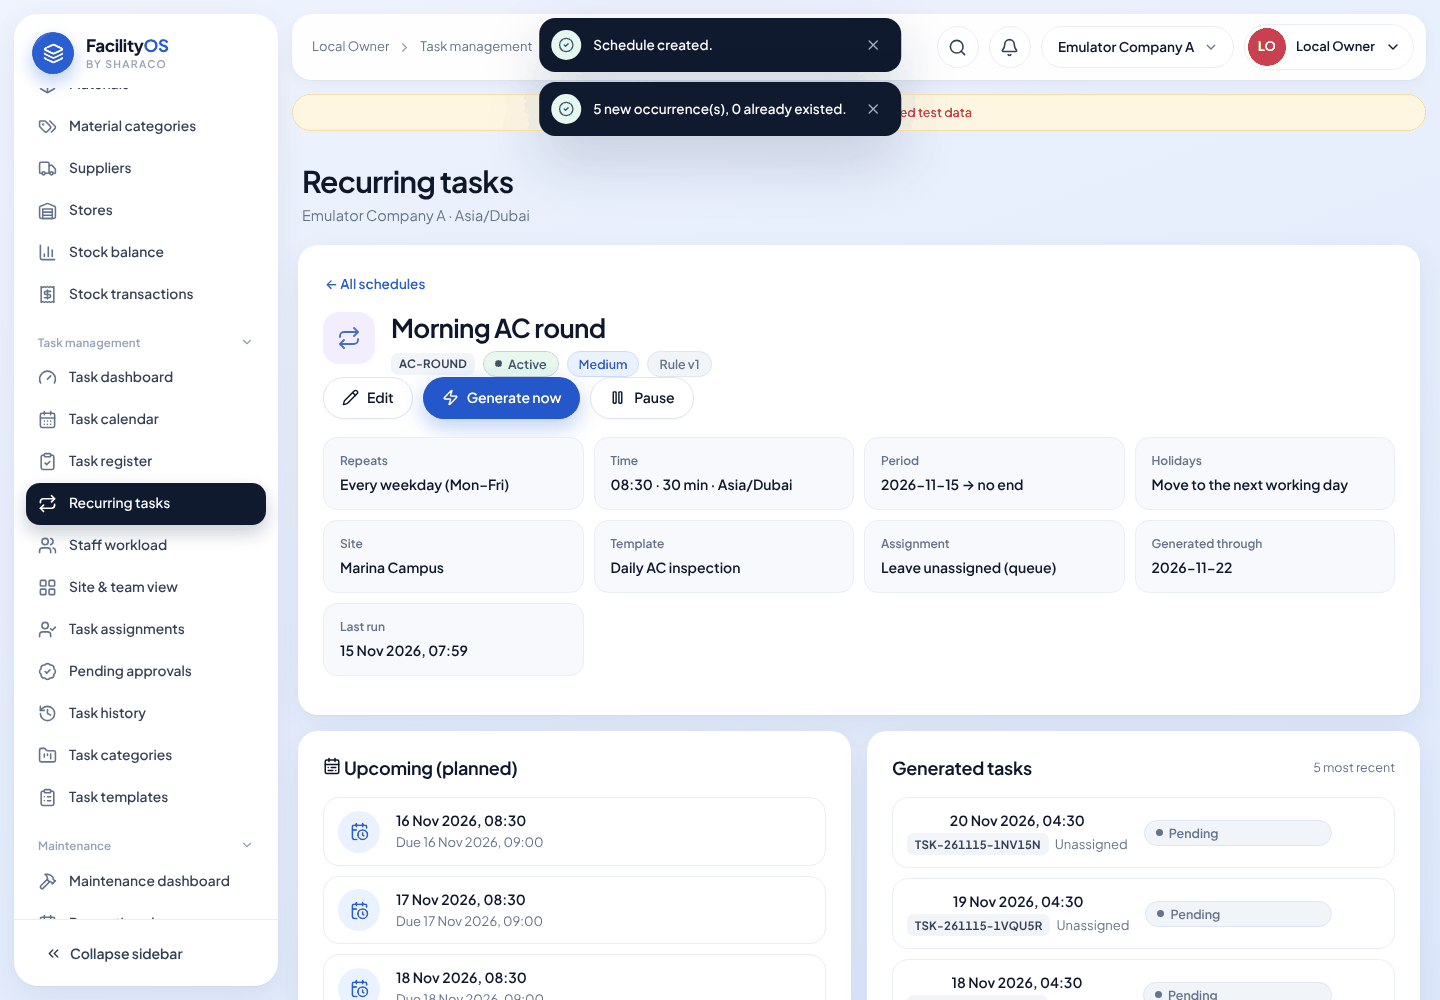 FacilityOS
BY SHARACO
Material categories
Suppliers
Stores
Stock balance
Stock transactions
Task management
Task dashboard
Task calendar
Task register
Recurring tasks
Staff workload
Site & team view
Task assignments
Pending approvals
Task history
Task categories
Task templates
Maintenance
Maintenance dashboard
Collapse sidebar
Local Owner
Task management
Schedule created.
5 new occurrence(s), 0 already existed.
Emulator Company A
LO
Local Owner
test data
Recurring tasks
Emulator Company A · Asia/Dubai
← All schedules
Morning AC round
AC-ROUND Active Medium Rule v1
Edit Generate now Pause
Repeats
Every weekday (Mon–Fri)
Time
08:30 · 30 min · Asia/Dubai
Period
2026-11-15 → no end
Holidays
Move to the next working day
Site
Marina Campus
Template
Daily AC inspection
Assignment
Leave unassigned (queue)
Generated through
2026-11-22
Last run
15 Nov 2026, 07:59
Upcoming (planned)
16 Nov 2026, 08:30
Due 16 Nov 2026, 09:00
17 Nov 2026, 08:30
Due 17 Nov 2026, 09:00
18 Nov 2026, 08:30
Due 18 Nov 2026, 09:00
Generated tasks
5 most recent
20 Nov 2026, 04:30
TSK-261115-1NV15N Unassigned
Pending
19 Nov 2026, 04:30
TSK-261115-1VQU5R Unassigned
Pending
18 Nov 2026, 04:30
Pending